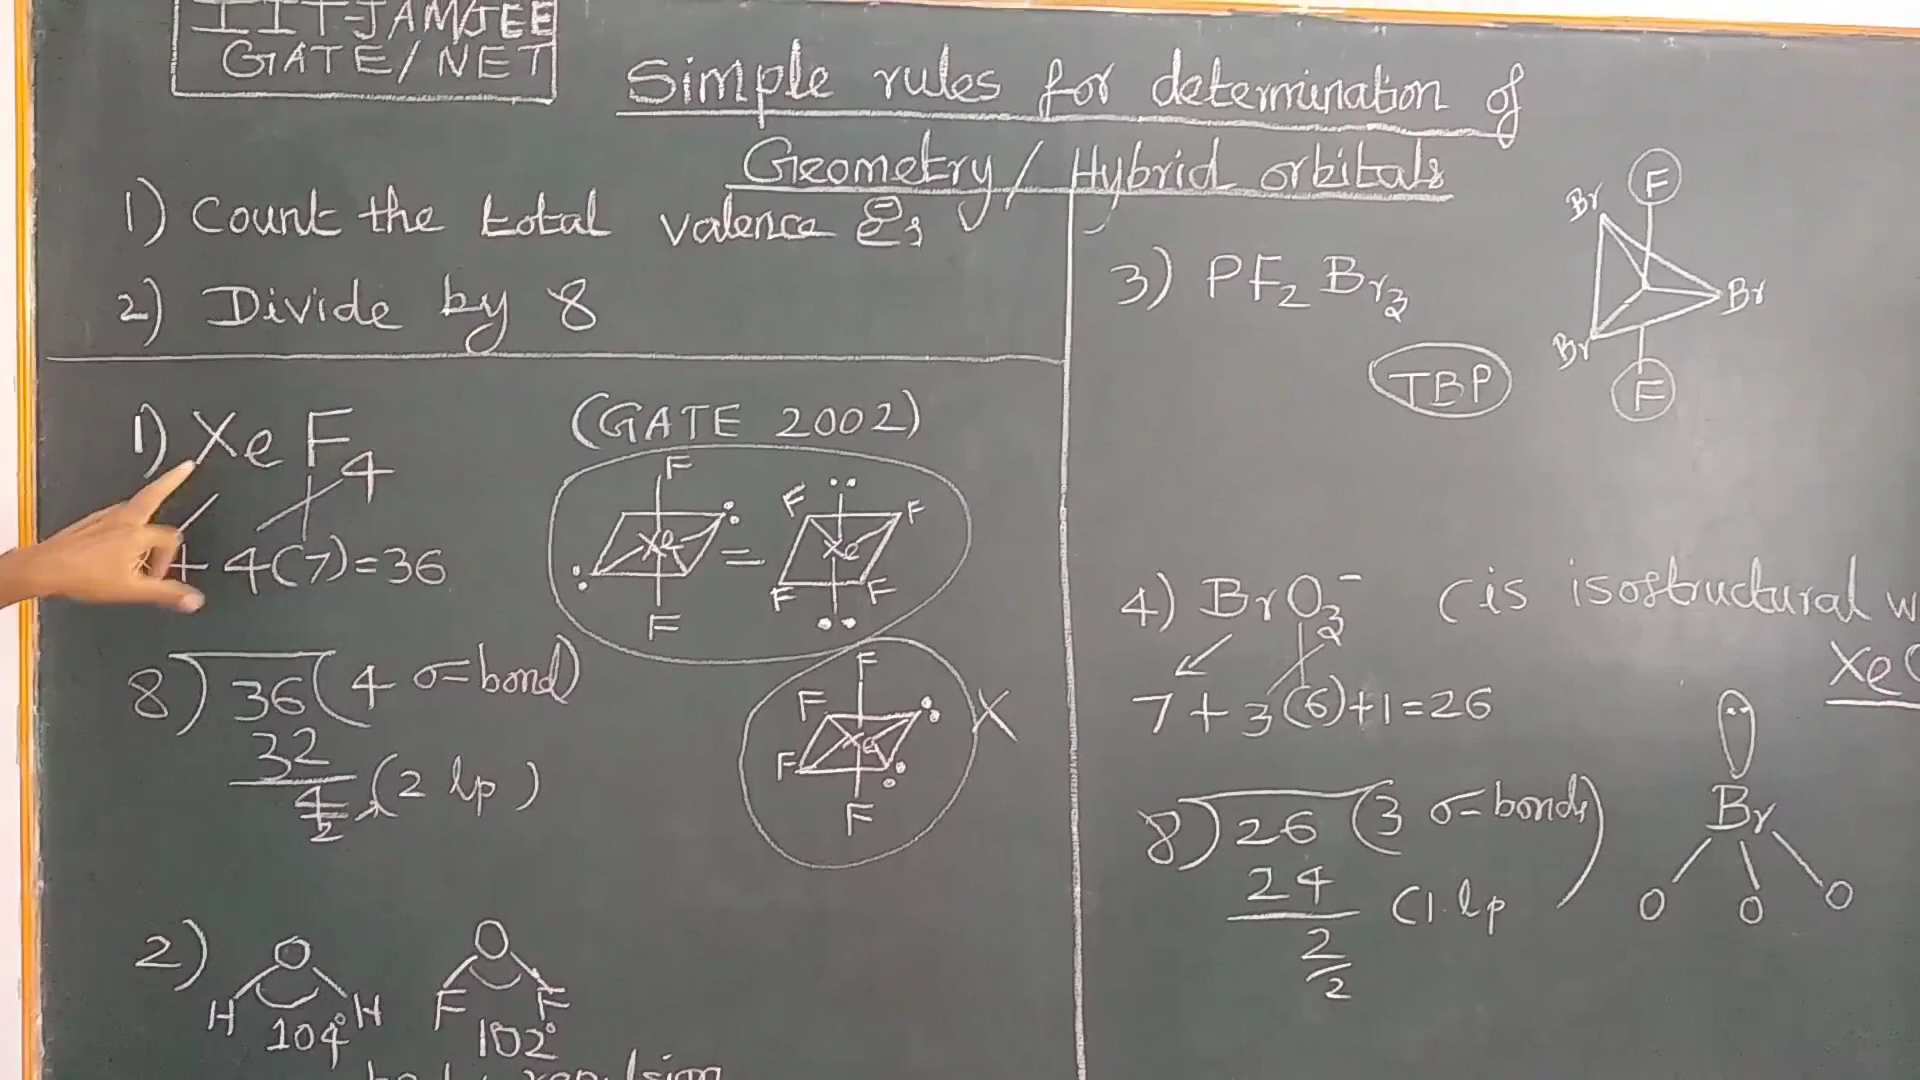 IIT-JAM/JEE
GATE/NET
Simple rules for determination of
Geometry/Hybrid orbitals
1) Count the total valence ēs
2) Divide by 8
1) XeF4
+ 4(7)=36
8)36(4 σ-bond)
32
4 (2 lp)
2
(GATE 2002)
F
Xe
F
=
F F
Xe
F F
F
F
Xe
F
F
X
2) O
H H
104°
O
F F
102°
repulsion
3) PF2Br3
TBP
F
Br
Br
Br
F
4) BrO3- (is isostructural
7+3(6)+1=26
8)26(3 σ-bonds)
24
(1 lp
2
2
Br
O O O